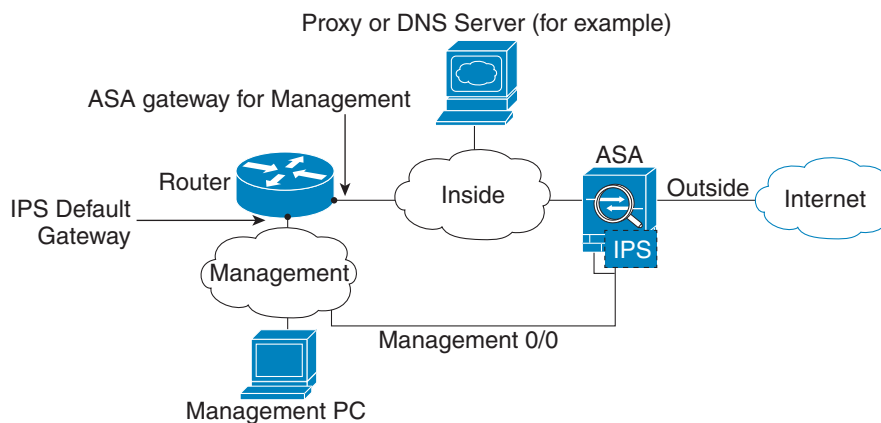 Proxy or DNS Server (for example)
ASA gateway for Management
ASA
Router
Outside
Inside
Internet
IPS Default
Gateway
IPS
Management
Management 0/0
Management PC